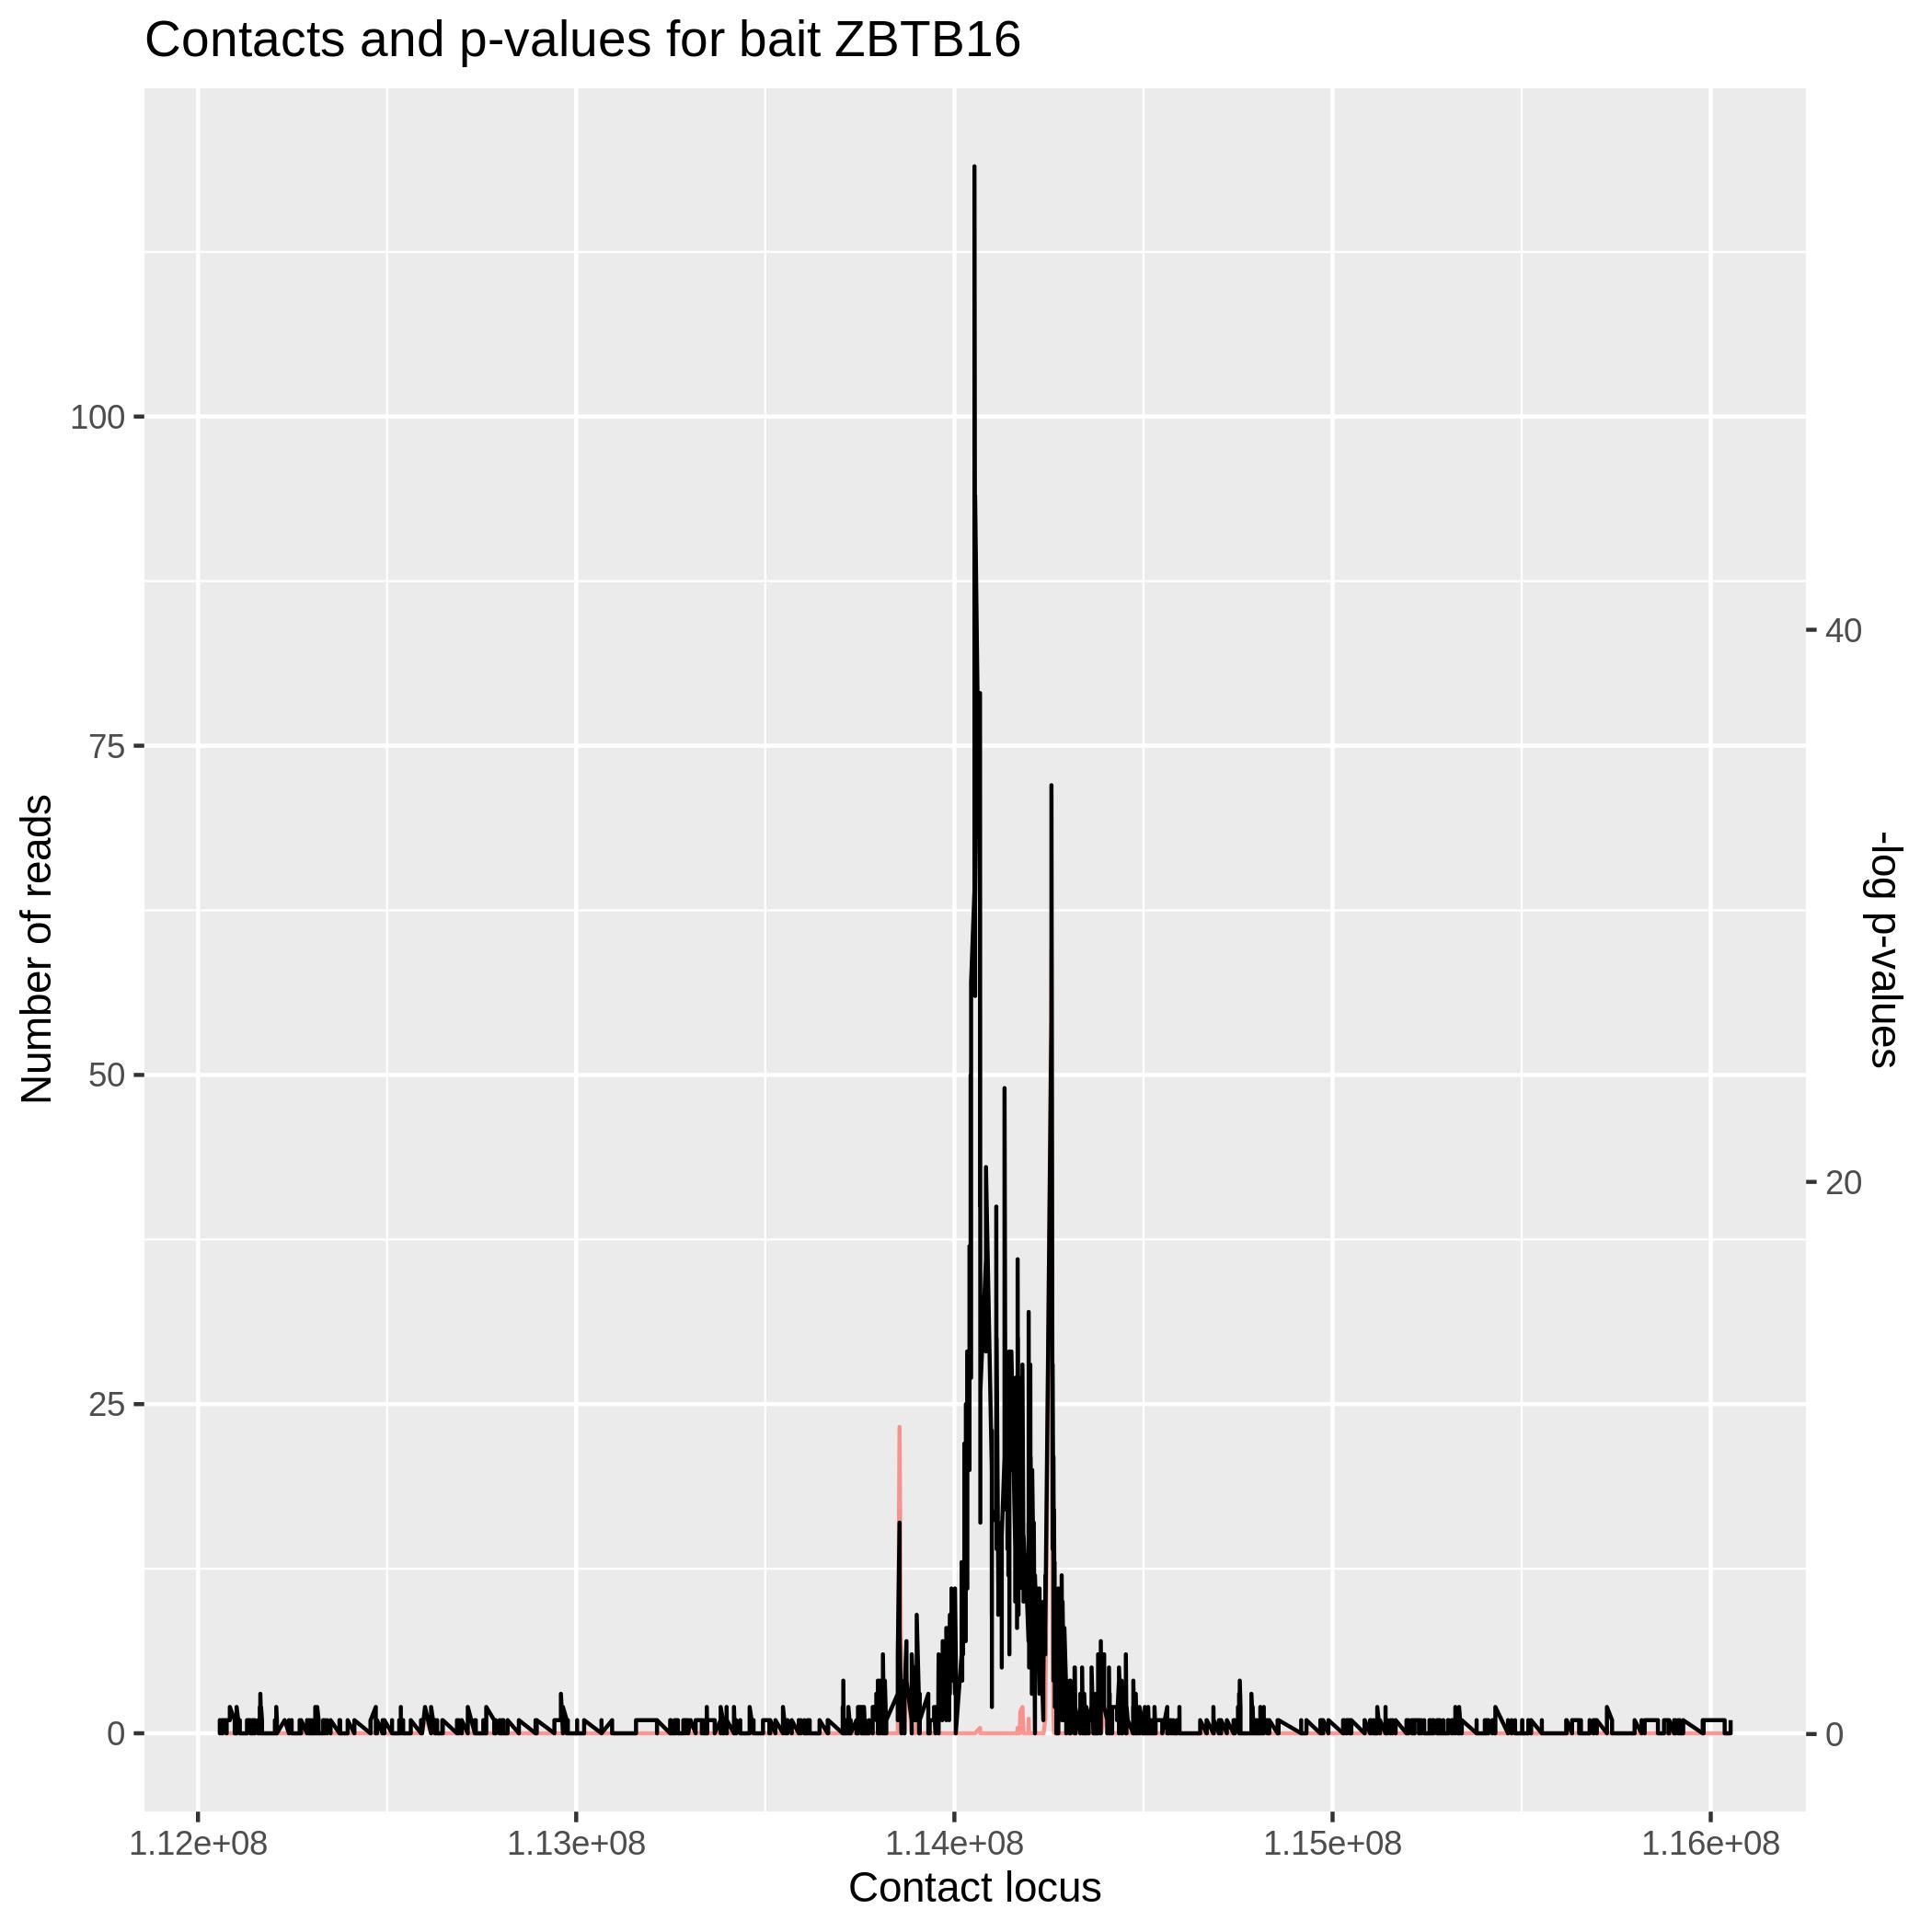 Contacts and p-values for bait ZBTB16
Number of reads
100
75
50
25
0
40
20
0
-log p-values
1.12e+08
1.13e+08
1.14e+08
1.15e+08
1.16e+08
Contact locus